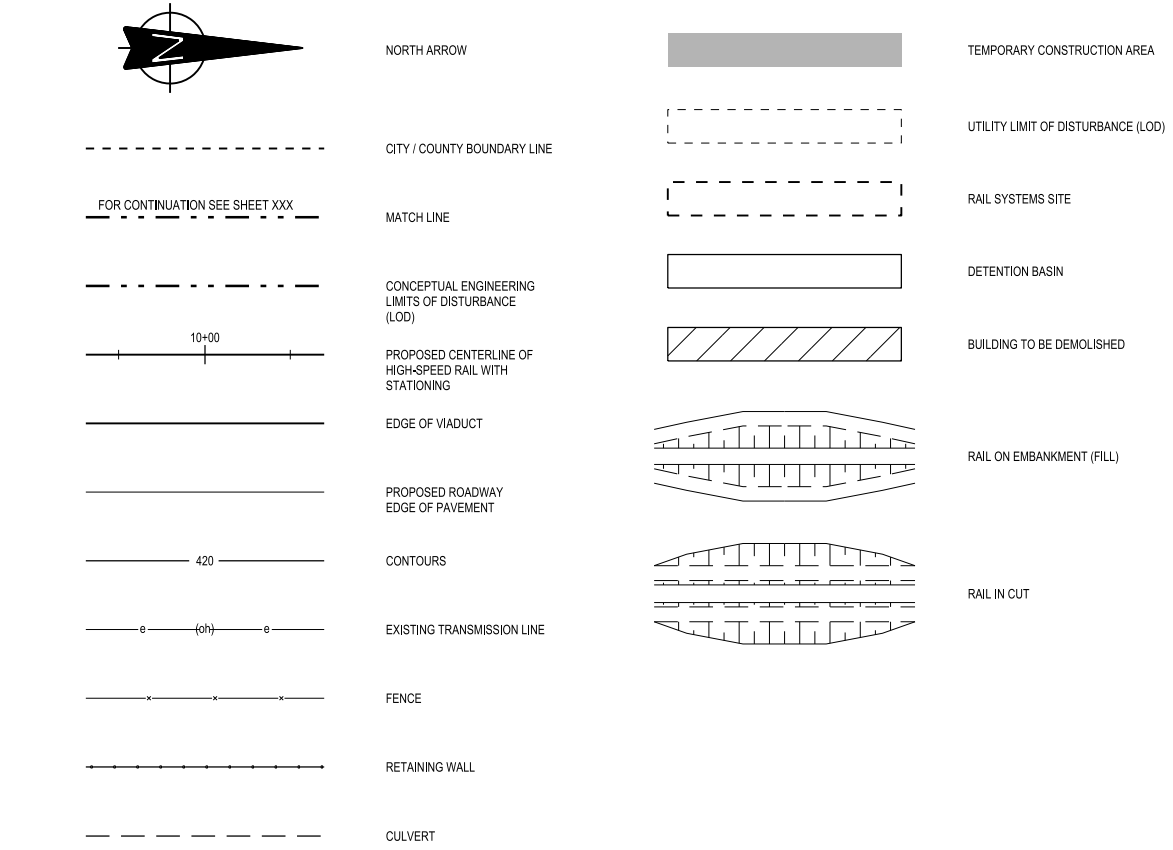 N
NORTH ARROW
CITY / COUNTY BOUNDARY LINE
FOR CONTINUATION SEE SHEET XXX
MATCH LINE
CONCEPTUAL ENGINEERING
LIMITS OF DISTURBANCE
(LOD)
10+00
PROPOSED CENTERLINE OF
HIGH-SPEED RAIL WITH
STATIONING
EDGE OF VIADUCT
PROPOSED ROADWAY
EDGE OF PAVEMENT
420
CONTOURS
e (oh) e
EXISTING TRANSMISSION LINE
FENCE
RETAINING WALL
CULVERT
TEMPORARY CONSTRUCTION AREA
UTILITY LIMIT OF DISTURBANCE (LOD)
RAIL SYSTEMS SITE
DETENTION BASIN
BUILDING TO BE DEMOLISHED
RAIL ON EMBANKMENT (FILL)
RAIL IN CUT